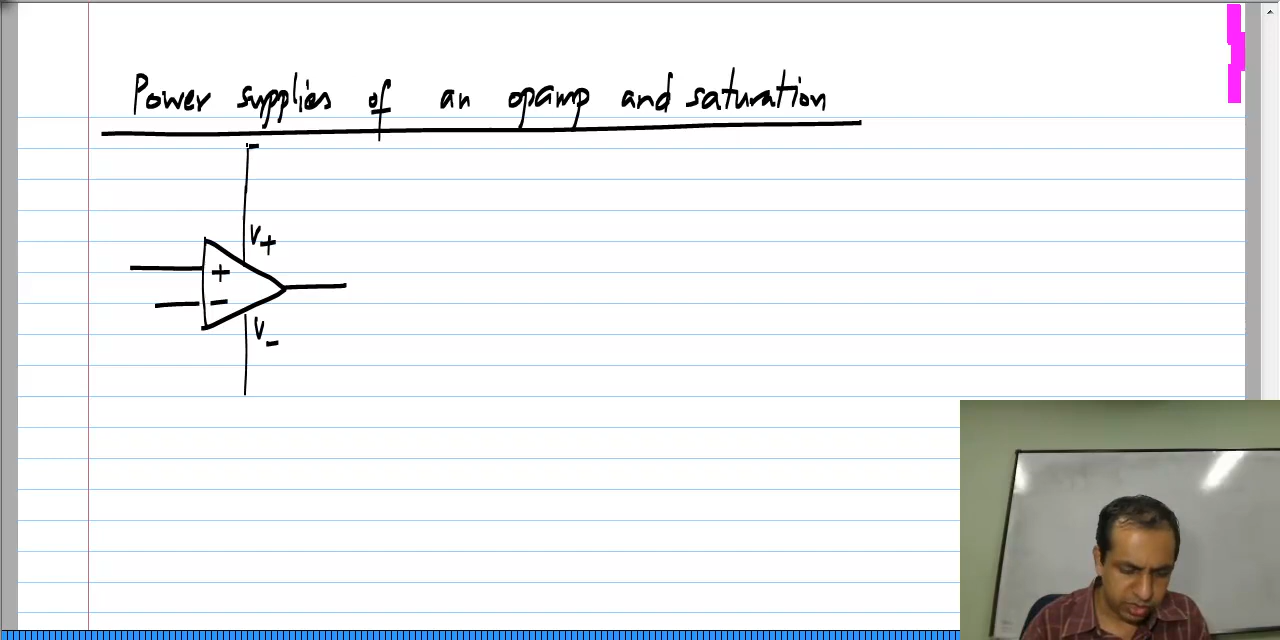 Power supplies of an opamp and saturation
V+
+
-
V-